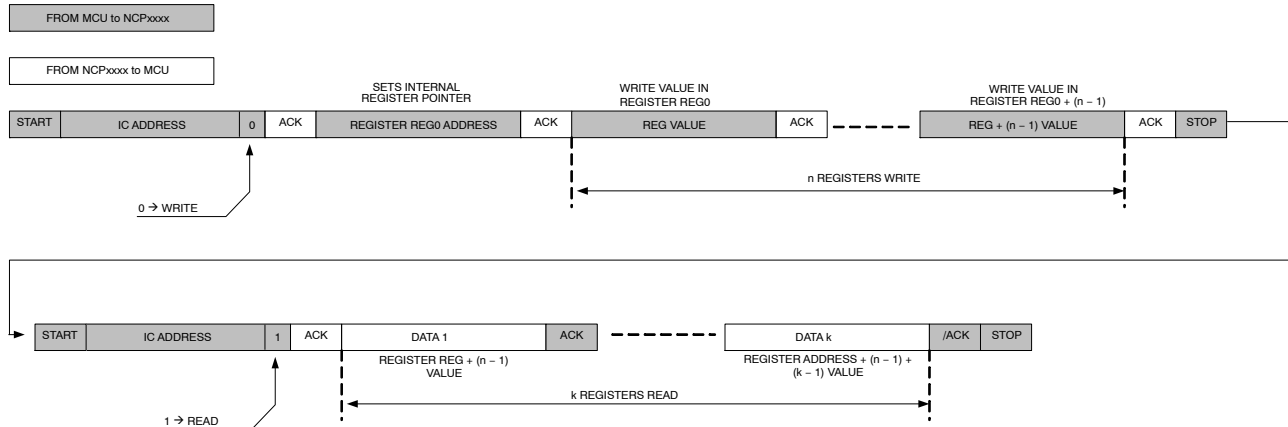 FROM MCU to NCPxxxx
FROM NCPxxxx to MCU
SETS INTERNAL
REGISTER POINTER
WRITE VALUE IN
REGISTER REG0
WRITE VALUE IN
REGISTER REG0 + (n − 1)
START IC ADDRESS 0 ACK REGISTER REG0 ADDRESS ACK REG VALUE ACK REG + (n − 1) VALUE ACK STOP
n REGISTERS WRITE
0 → WRITE
START IC ADDRESS 1 ACK DATA 1 ACK DATA k /ACK STOP
REGISTER REG + (n − 1)
VALUE
REGISTER ADDRESS + (n − 1) +
(k − 1) VALUE
k REGISTERS READ
1 → READ